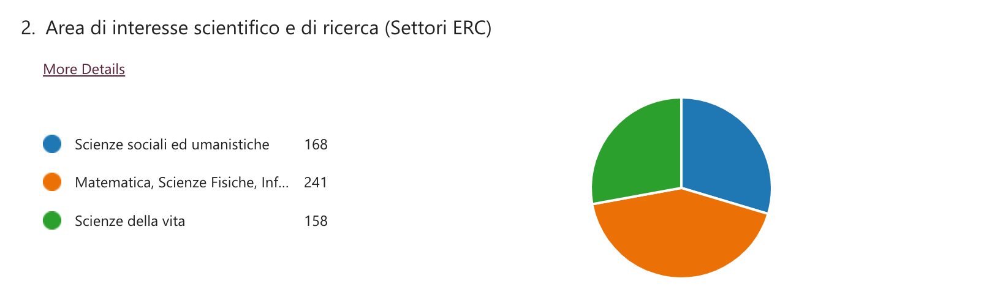 2. Area di interesse scientifico e di ricerca (Settori ERC)
More Details
Scienze sociali ed umanistiche 168
Matematica, Scienze Fisiche, Inf... 241
Scienze della vita 158